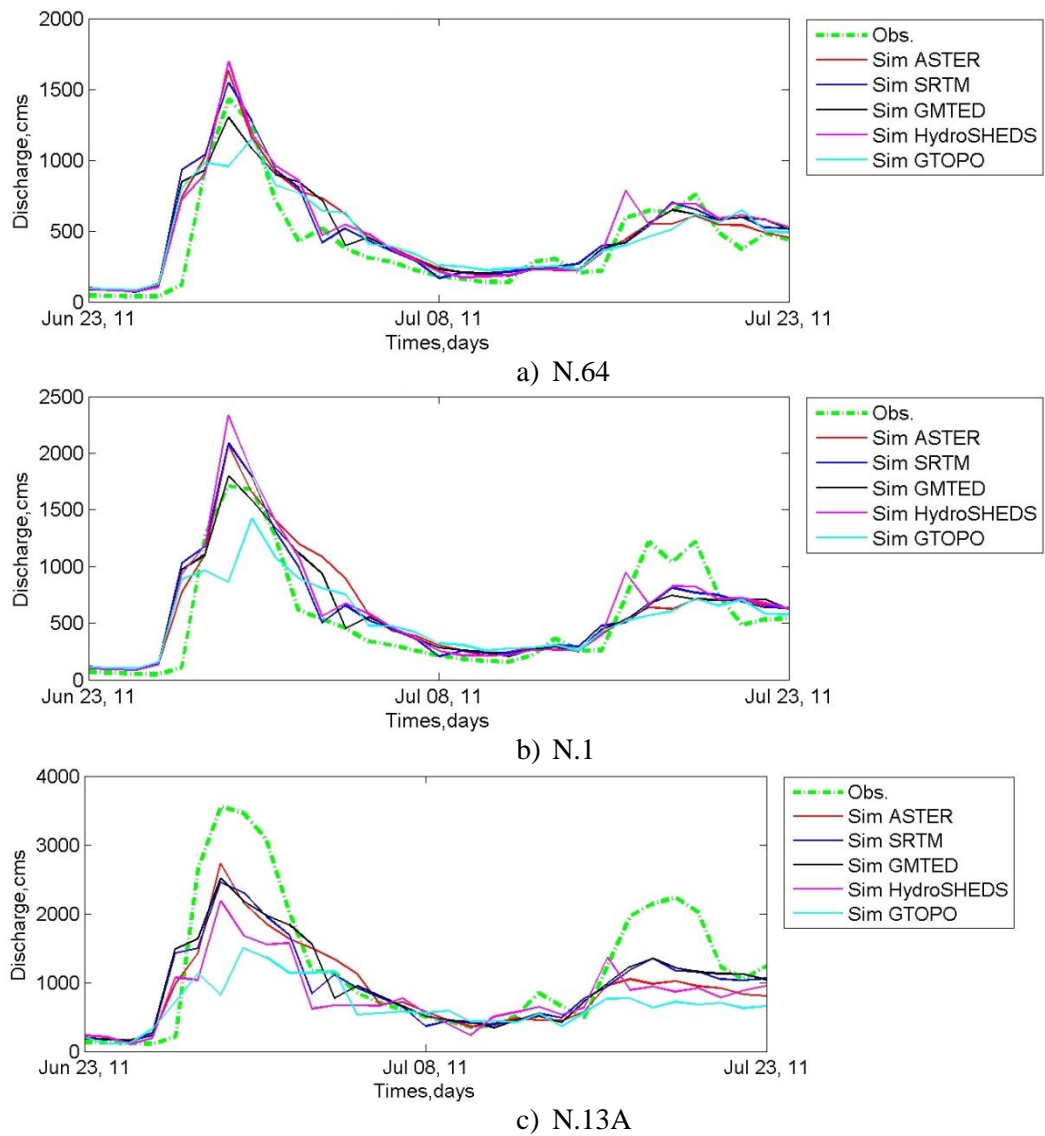 2000
1500
1000
500
0
Discharge,cms
Jun 23, 11
Jul 08, 11
Jul 23, 11
Times,days
Obs.
Sim ASTER
Sim SRTM
Sim GMTED
Sim HydroSHEDS
Sim GTOPO
a) N.64
2500
2000
1500
1000
500
0
Discharge,cms
Jun 23, 11
Jul 08, 11
Jul 23, 11
Times,days
Obs.
Sim ASTER
Sim SRTM
Sim GMTED
Sim HydroSHEDS
Sim GTOPO
b) N.1
4000
3000
2000
1000
0
Discharge,cms
Jun 23, 11
Jul 08, 11
Jul 23, 11
Times,days
Obs.
Sim ASTER
Sim SRTM
Sim GMTED
Sim HydroSHEDS
Sim GTOPO
c) N.13A